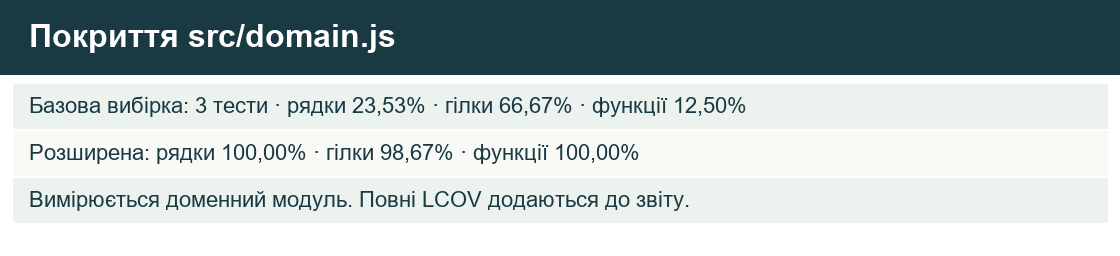 Покриття src/domain.js
Базова вибірка: 3 тести · рядки 23,53% · гілки 66,67% · функції 12,50%
Розширена: рядки 100,00% · гілки 98,67% · функції 100,00%
Вимірюється доменний модуль. Повні LCOV додаються до звіту.